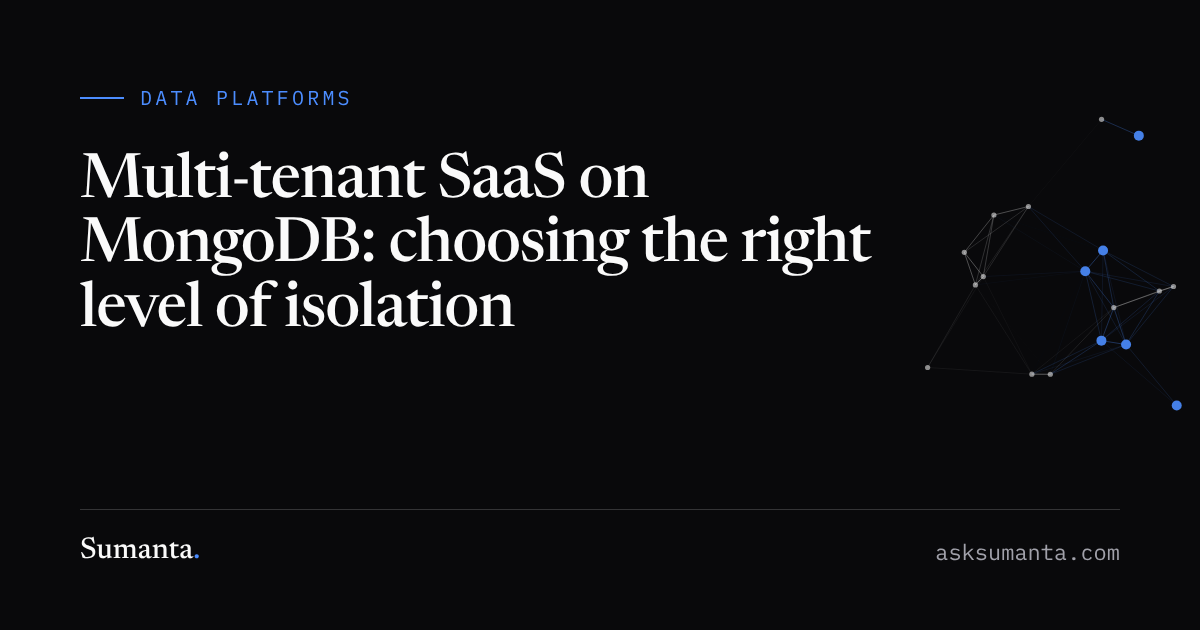 DATA PLATFORMS
Multi-tenant SaaS on
MongoDB: choosing the right
level of isolation
Sumanta.
asksumanta.com